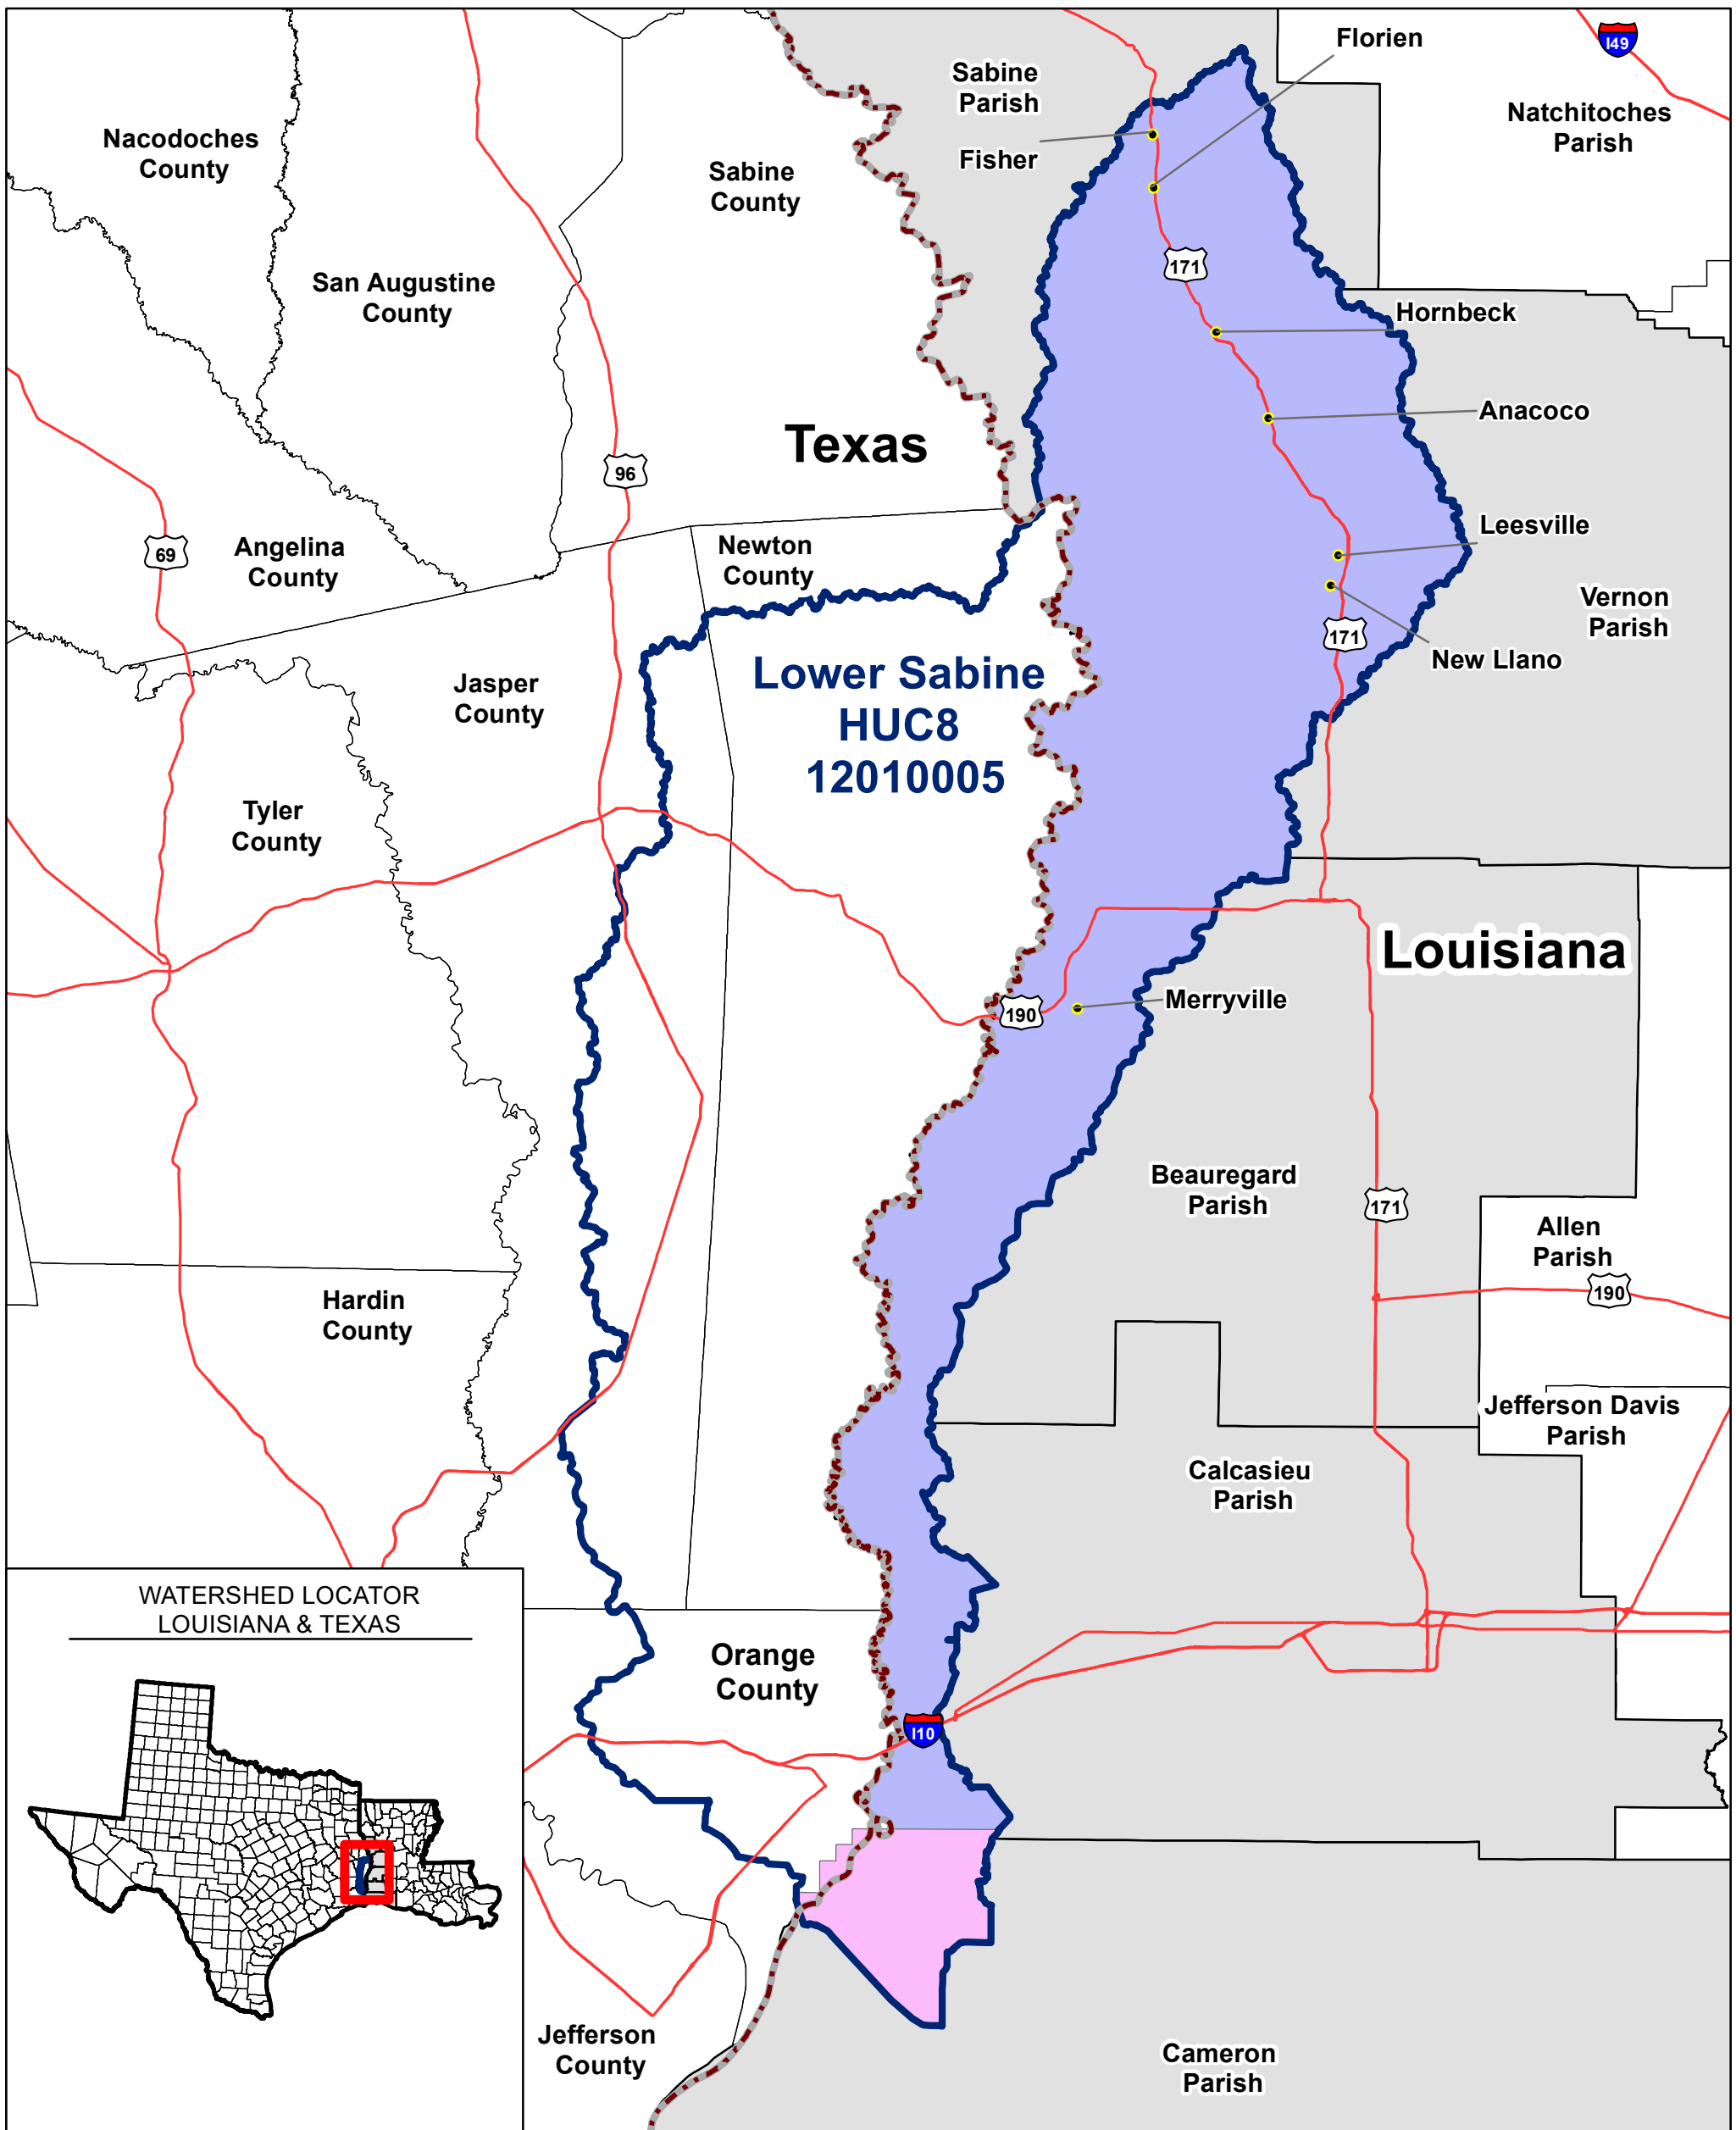 Florien
I49
Sabine
Parish
Natchitoches
Parish
Nacodoches
County
Fisher
Sabine
County
171
San Augustine
County
Hornbeck
Anacoco
Texas
96
Leesville
69
Angelina
County
Newton
County
Vernon
Parish
171
New Llano
Lower Sabine
HUC8
12010005
Jasper
County
Tyler
County
Louisiana
Merryville
190
Beauregard
Parish
171
Allen
Parish
190
Hardin
County
Jefferson Davis
Parish
Calcasieu
Parish
WATERSHED LOCATOR
LOUISIANA & TEXAS
Orange
County
I10
Jefferson
County
Cameron
Parish